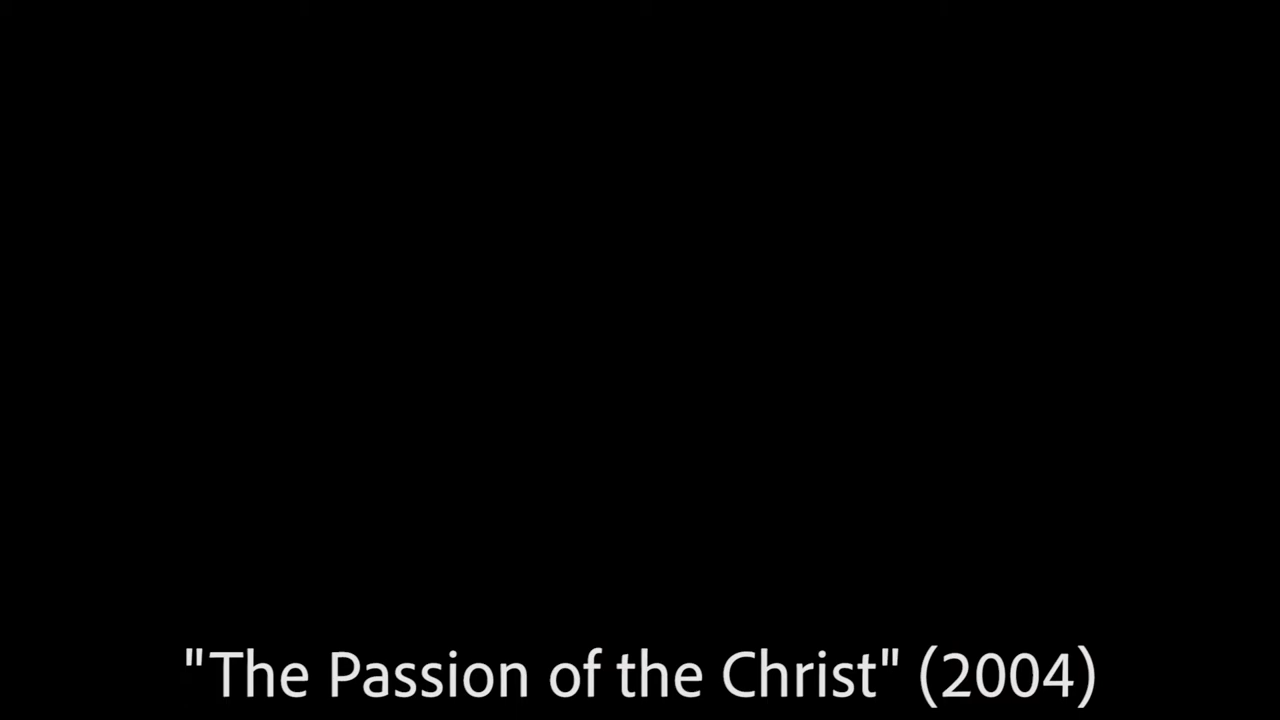 "The Passion of the Christ" (2004)